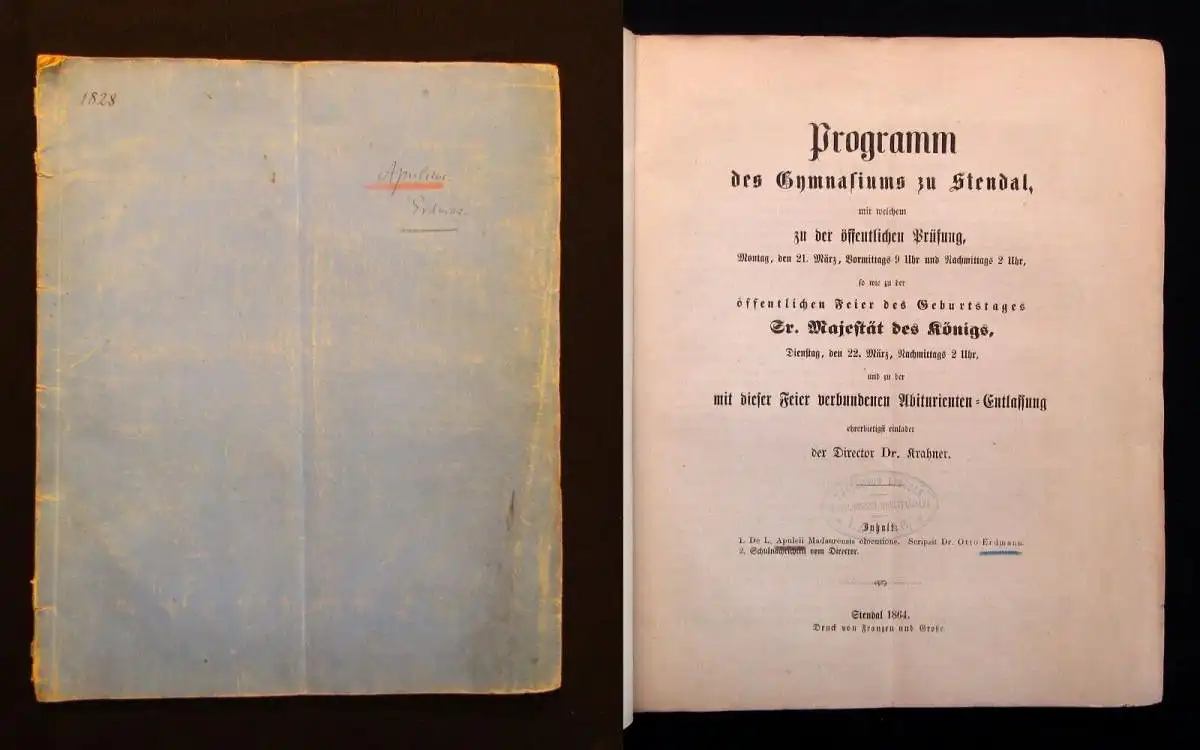 1828
Apuleius
Programm
des Gymnasiums zu Stendal,
mit welchem
zu der öffentlichen Prüfung,
Montag, den 21. März, Vormittags 9 Uhr und Nachmittags 2 Uhr,
so wie zu der
öffentlichen Feier des Geburtstages
Sr. Majestät des Königs,
Dienstag, den 22. März, Nachmittags 2 Uhr,
und zu der
mit dieser Feier verbundenen Abiturienten-Entlassung
ehrerbietigst einladet
der Director Dr. Krahner.
Inhalt:
1. De L. Apuleii Madaurensis elocutione. Scripsit Dr. Otto Erdmann.
2. Schulnachrichten vom Director.
Stendal 1864.
Druck von Franzen und Große.